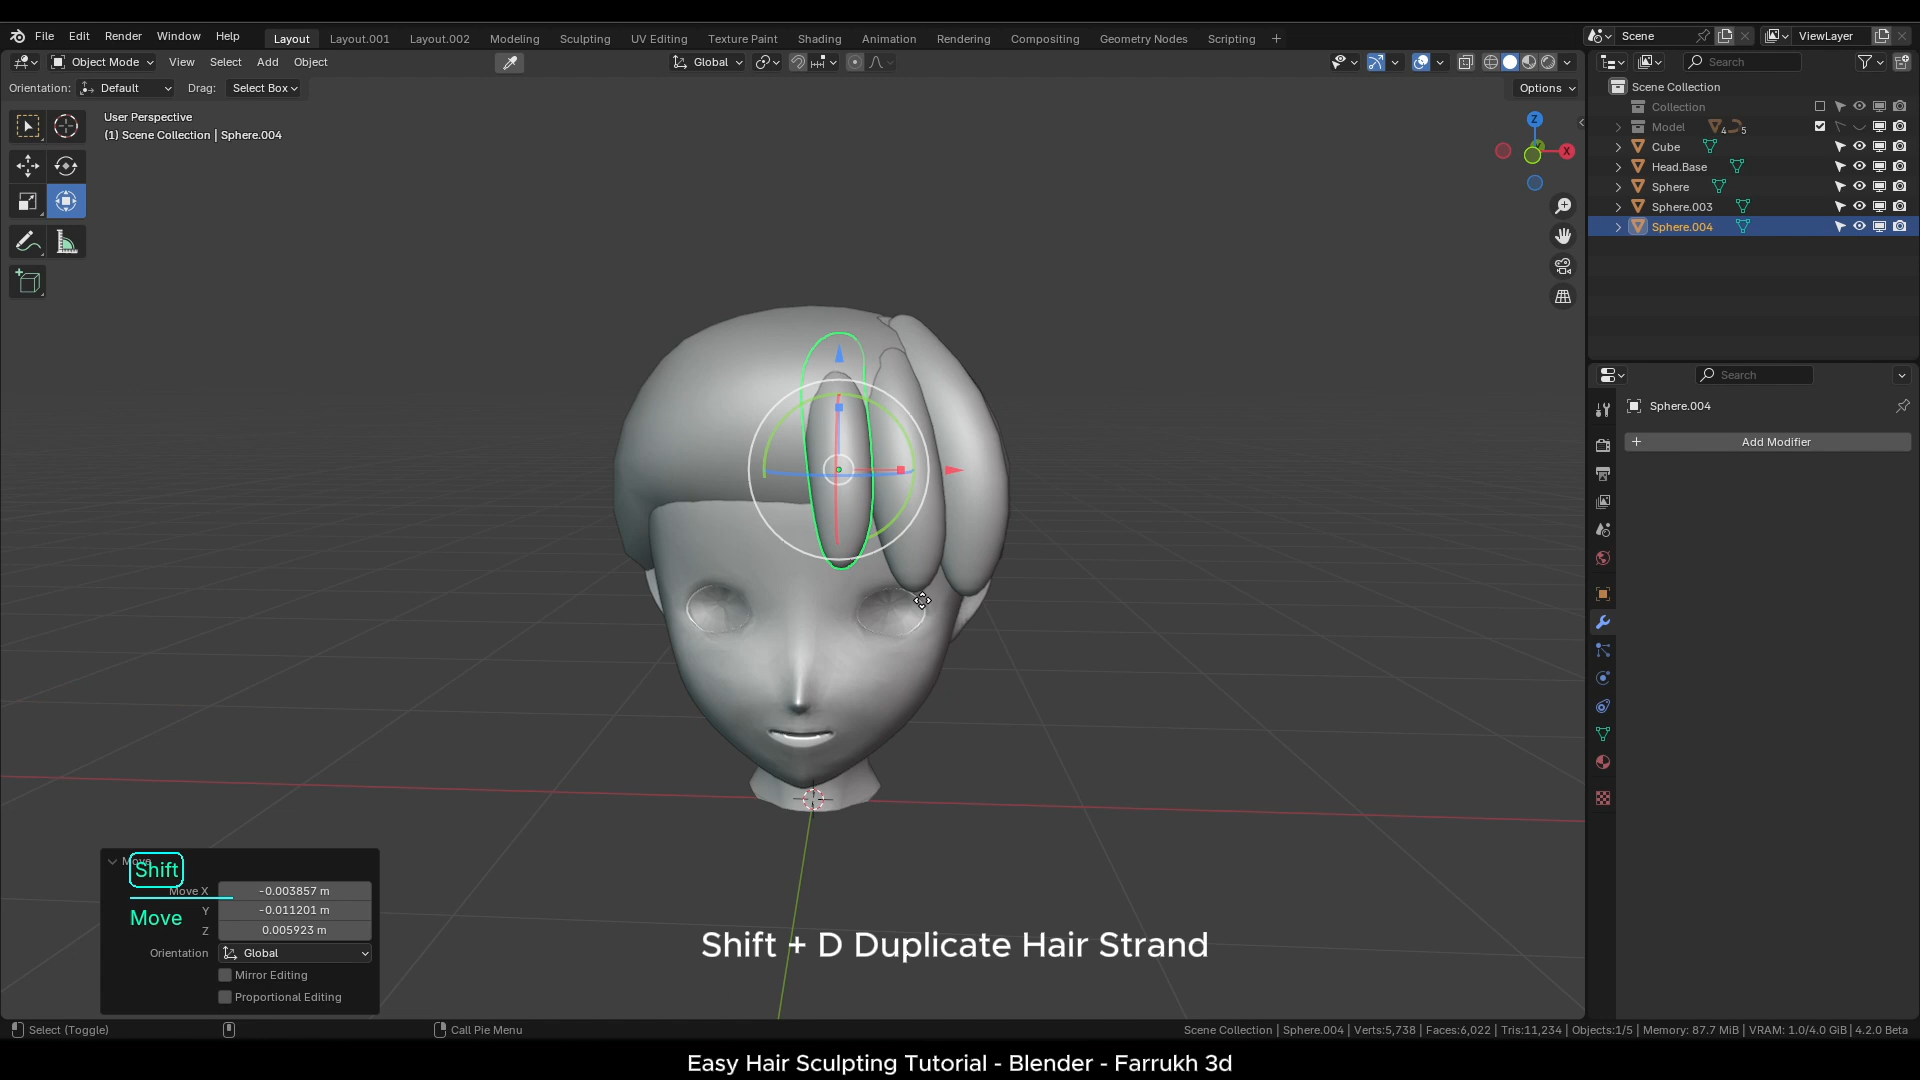 File Edit Render Window Help Layout Layout.001 Layout.002 Modeling Sculpting UV Editing Texture Paint Shading Animation Rendering Compositing Geometry Nodes Scripting + Scene ViewLayer
Object Mode View Select Add Object Global Search
Orientation: Default Drag: Select Box Options
Scene Collection
User Perspective
(1) Scene Collection | Sphere.004
Collection
Model 4 5
Cube
Head.Base
Sphere
Sphere.003
Sphere.004
Z
X
Search
Sphere.004
+ Add Modifier
Shift
Move X -0.003857 m
Move
Y -0.011201 m
Z 0.005923 m
Orientation Global
Mirror Editing
Proportional Editing
Shift + D Duplicate Hair Strand
Select (Toggle) Call Pie Menu Scene Collection | Sphere.004 | Verts:5,738 | Faces:6,022 | Tris:11,234 | Objects:1/5 | Memory: 87.7 MiB | VRAM: 1.0/4.0 GiB | 4.2.0 Beta
Easy Hair Sculpting Tutorial - Blender - Farrukh 3d